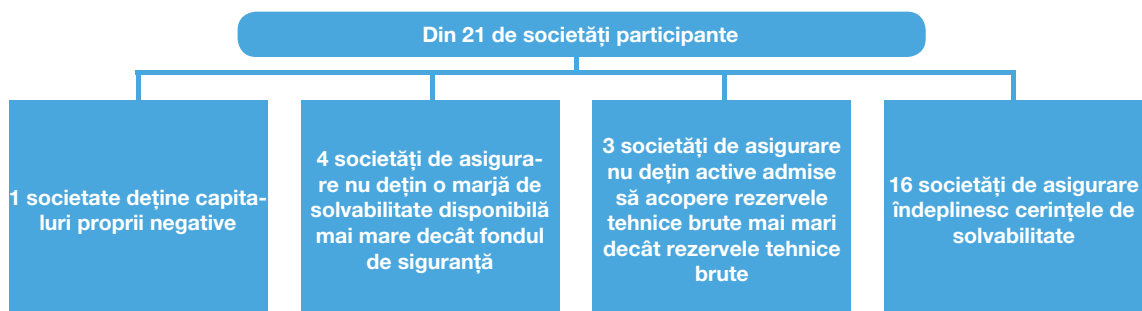 Din 21 de societăți participante
1 societate deține capita-
luri proprii negative
4 societăți de asigura-
re nu dețin o marjă de
solvabilitate disponibilă
mai mare decât fondul
de siguranță
3 societăți de asigurare
nu dețin active admise
să acopere rezervele
tehnice brute mai mari
decât rezervele tehnice
brute
16 societăți de asigurare
îndeplinesc cerințele de
solvabilitate